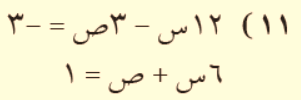 ١١) ١٢س – ٣ص = –٣
٦س + ص = ١